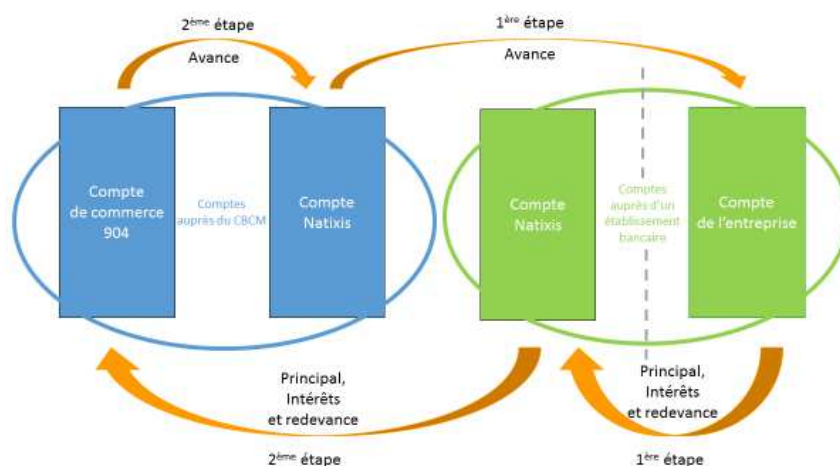 2ème étape
Avance
1ère étape
Avance
Compte
de commerce
904
Comptes
auprès du CBCM
Compte
Natixis
Compte
Natixis
Comptes
auprès d'un
établissement
bancaire
Compte
de l'entreprise
Principal,
Intérêts
et redevance
2ème étape
Principal,
Intérêts
et redevance
1ère étape